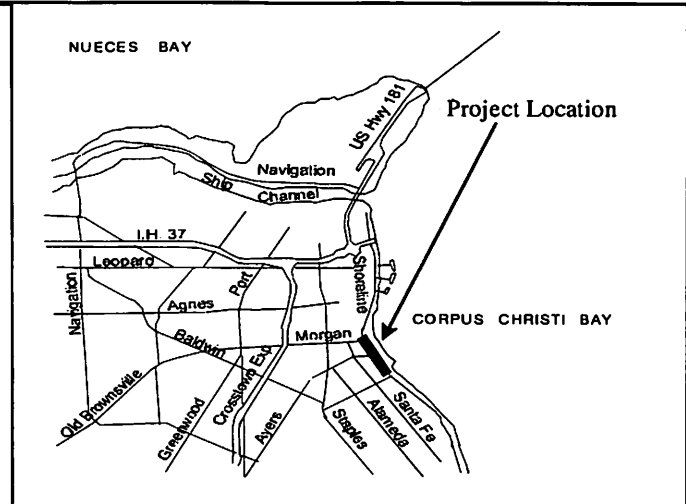 NUECES BAY
US Hwy 181
Project Location
Navigation
Ship Channel
I.H. 37
Leopard
Port
Shoreline
Navigation
Agnes
CORPUS CHRISTI BAY
Baldwin
Morgan
Crosstown Exp
Old Brownsville
Greenwood
Ayers
Staples
Alameda
Santa Fe